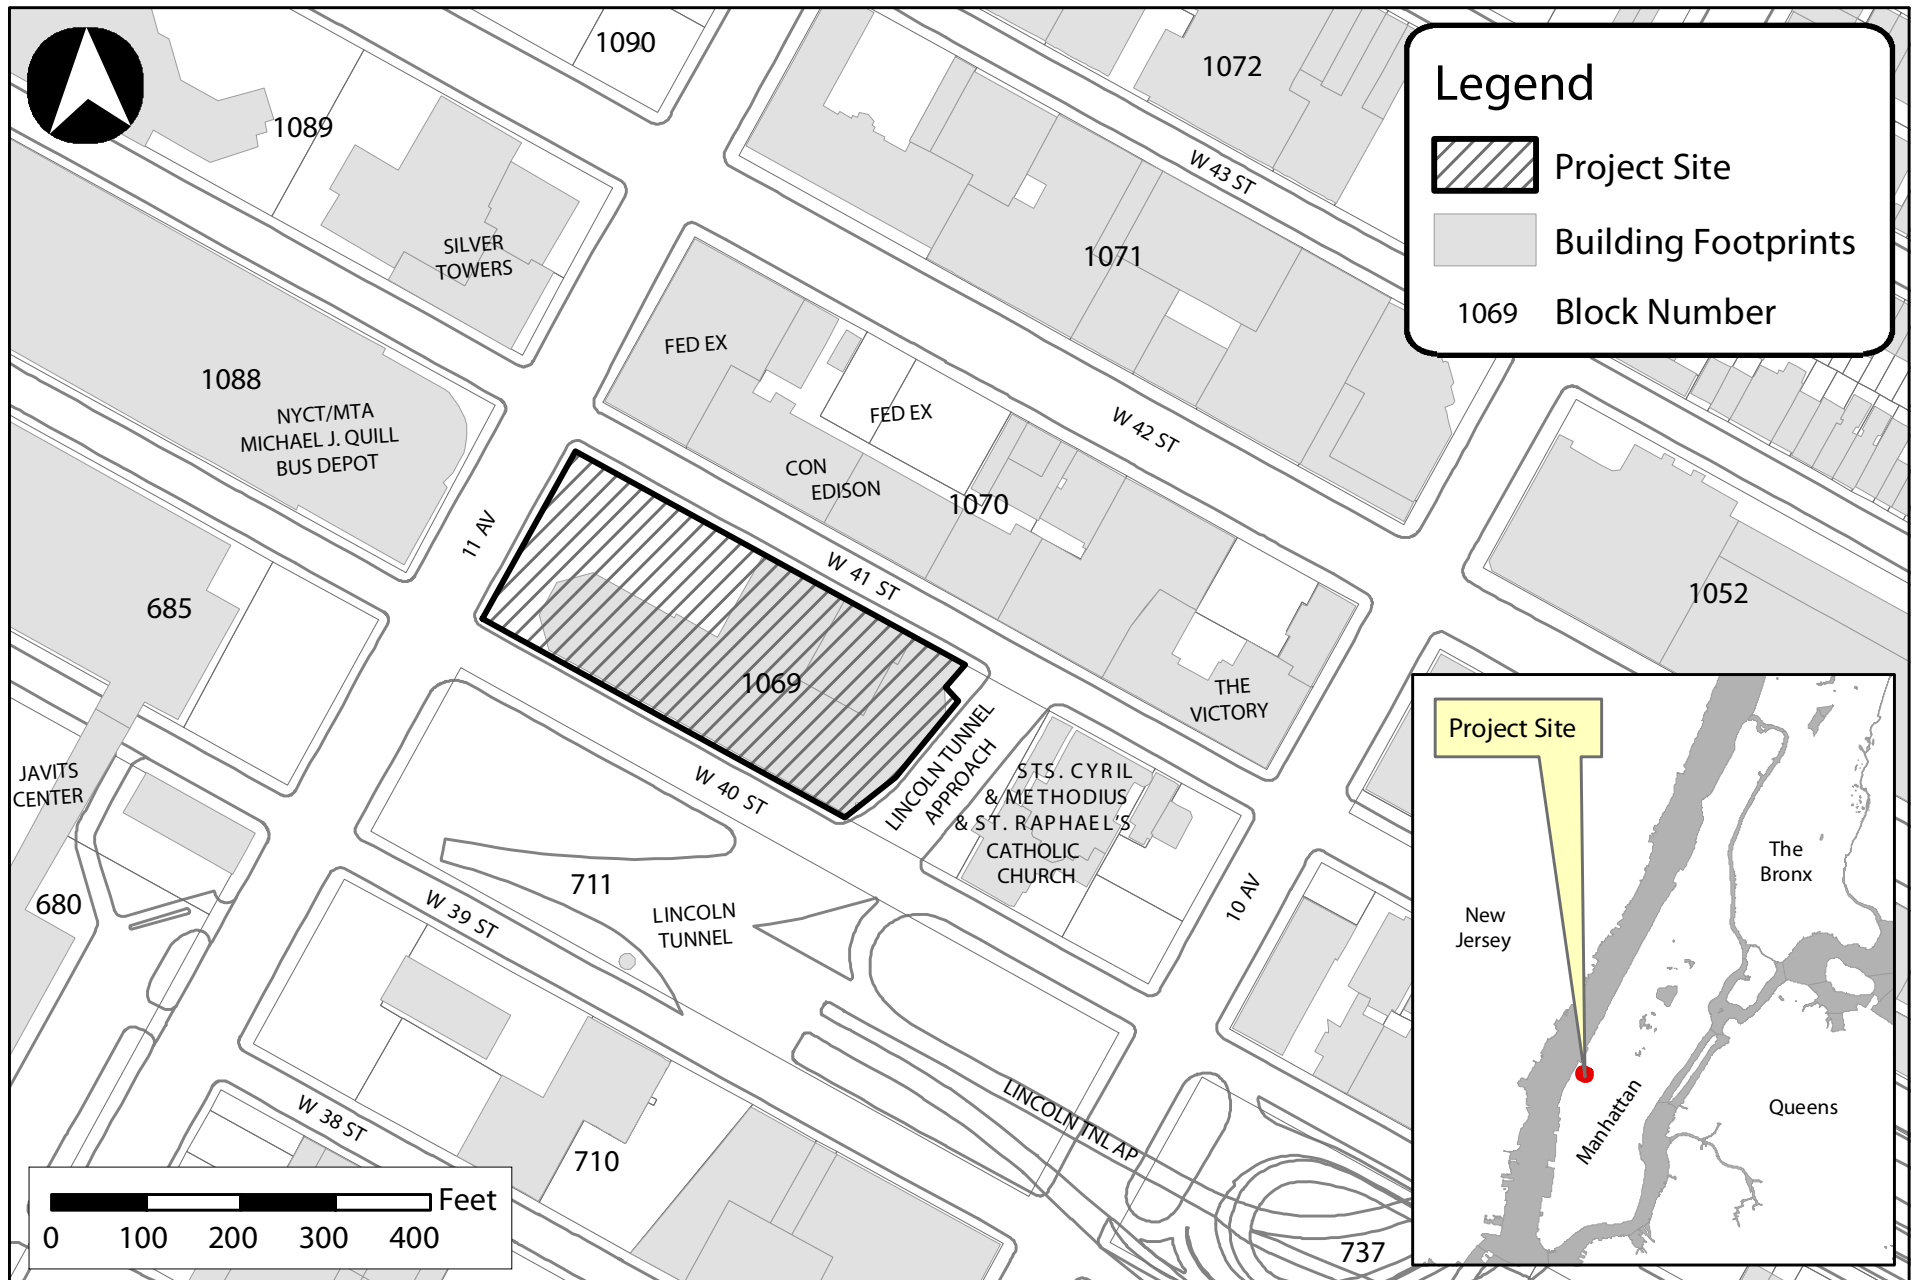 1090
1072
1089
W 43 ST
SILVER
TOWERS
1071
FED EX
1088
NYCT/MTA
MICHAEL J. QUILL
BUS DEPOT
FED EX
W 42 ST
CON
EDISON
1070
11 AV
W 41 ST
685
1052
1069
THE
VICTORY
JAVITS
CENTER
W 40 ST
LINCOLN TUNNEL
APPROACH
STS. CYRIL
& METHODIUS
& ST. RAPHAEL'S
CATHOLIC
CHURCH
10 AV
711
680
W 39 ST
LINCOLN
TUNNEL
LINCOLN TNL AP
W 38 ST
710
737
Legend
Project Site
Building Footprints
1069 Block Number
Project Site
The
Bronx
New
Jersey
Manhattan
Queens
Feet
0 100 200 300 400